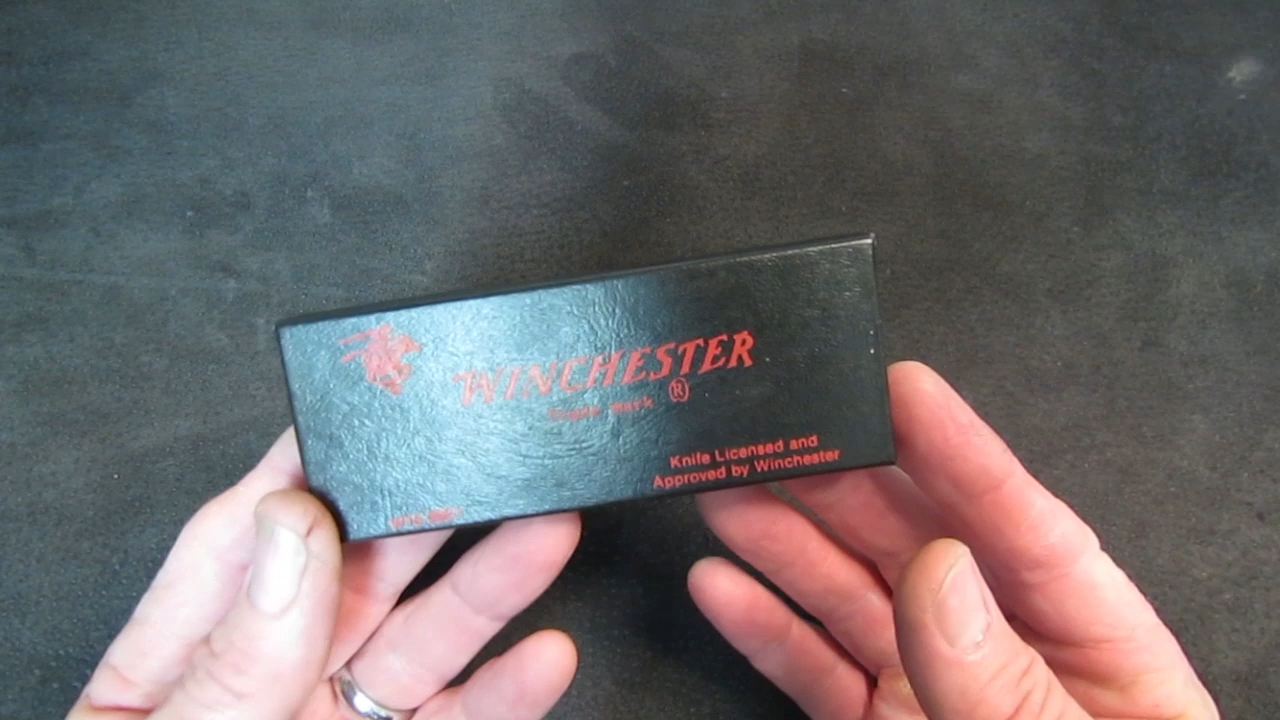 WINCHESTER
Trade Mark ®
Knife Licensed and
Approved by Winchester